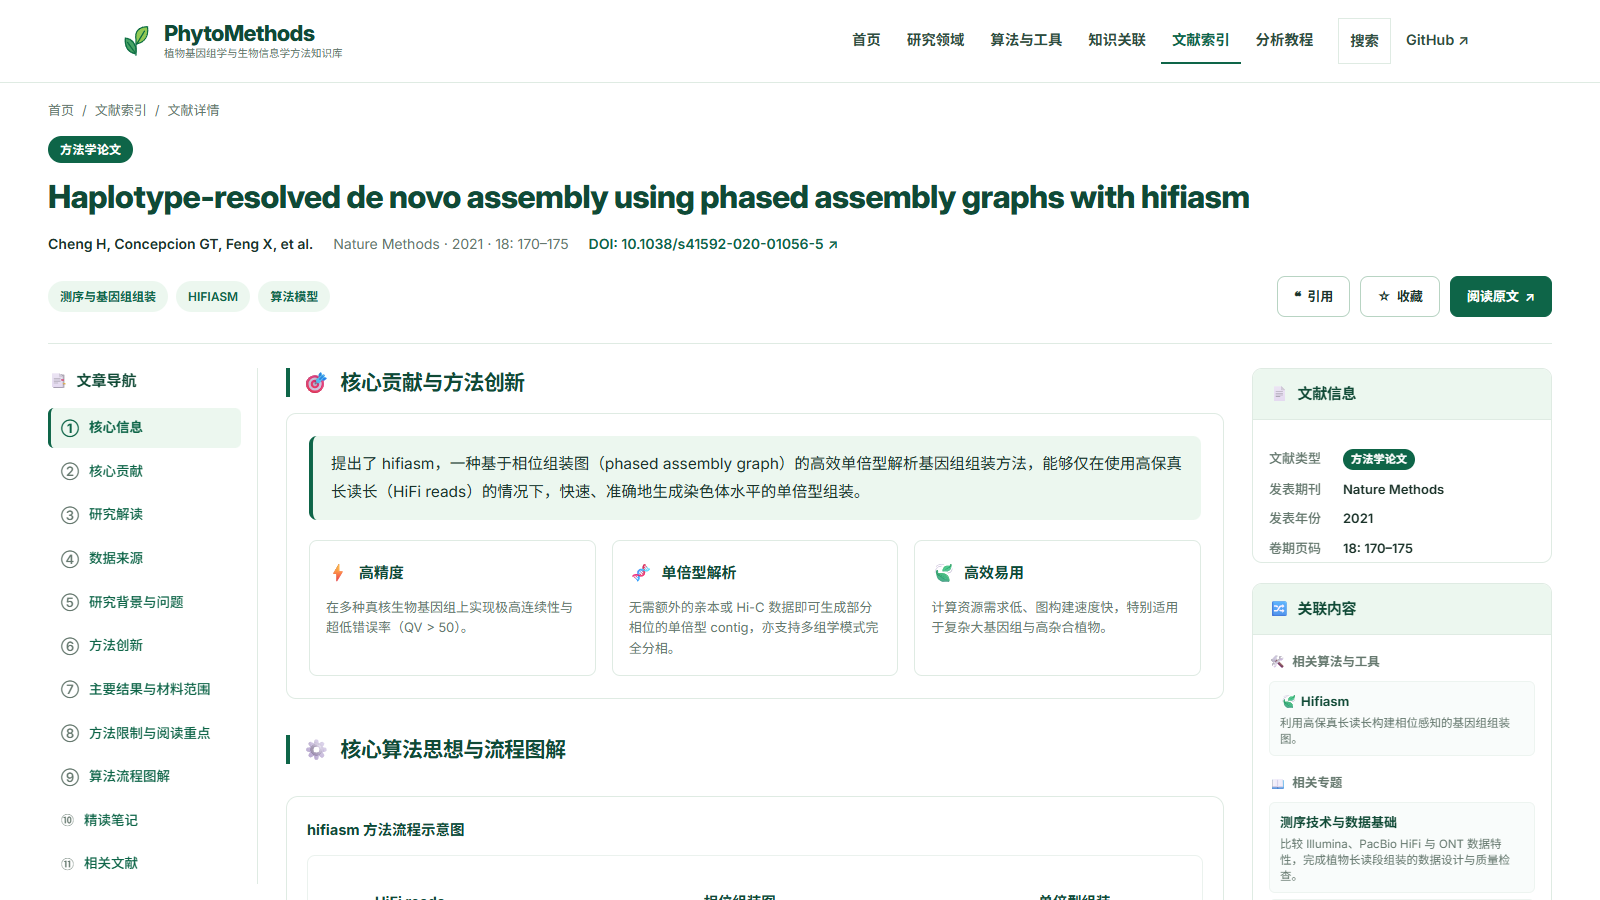 PhytoMethods
植物基因组学与生物信息学方法知识库
首页 研究领域 算法与工具 知识关联 文献索引 分析教程 搜索 GitHub ↗
首页 / 文献索引 / 文献详情
方法学论文
Haplotype-resolved de novo assembly using phased assembly graphs with hifiasm
Cheng H, Concepcion GT, Feng X, et al. Nature Methods · 2021 · 18: 170–175 DOI: 10.1038/s41592-020-01056-5 ↗
测序与基因组组装 HIFIASM 算法模型
❝ 引用 ☆ 收藏 阅读原文 ↗
文章导航
① 核心信息
② 核心贡献
③ 研究解读
④ 数据来源
⑤ 研究背景与问题
⑥ 方法创新
⑦ 主要结果与材料范围
⑧ 方法限制与阅读重点
⑨ 算法流程图解
⑩ 精读笔记
⑪ 相关文献
核心贡献与方法创新
提出了 hifiasm，一种基于相位组装图（phased assembly graph）的高效单倍型解析基因组组装方法，能够仅在使用高保真
长读长（HiFi reads）的情况下，快速、准确地生成染色体水平的单倍型组装。
高精度
在多种真核生物基因组上实现极高连续性与
超低错误率（QV > 50）。
单倍型解析
无需额外的亲本或 Hi-C 数据即可生成部分
相位的单倍型 contig，亦支持多组学模式完
全分相。
高效易用
计算资源需求低、图构建速度快，特别适用
于复杂大基因组与高杂合植物。
核心算法思想与流程图解
hifiasm 方法流程示意图
HiFi reads 相位组装图 单倍型组装
文献信息
文献类型 方法学论文
发表期刊 Nature Methods
发表年份 2021
卷期页码 18: 170–175
关联内容
相关算法与工具
Hifiasm
利用高保真长读长构建相位感知的基因组组装
图。
相关专题
测序技术与数据基础
比较 Illumina、PacBio HiFi 与 ONT 数据特
性，完成植物长读段组装的数据设计与质量检
查。